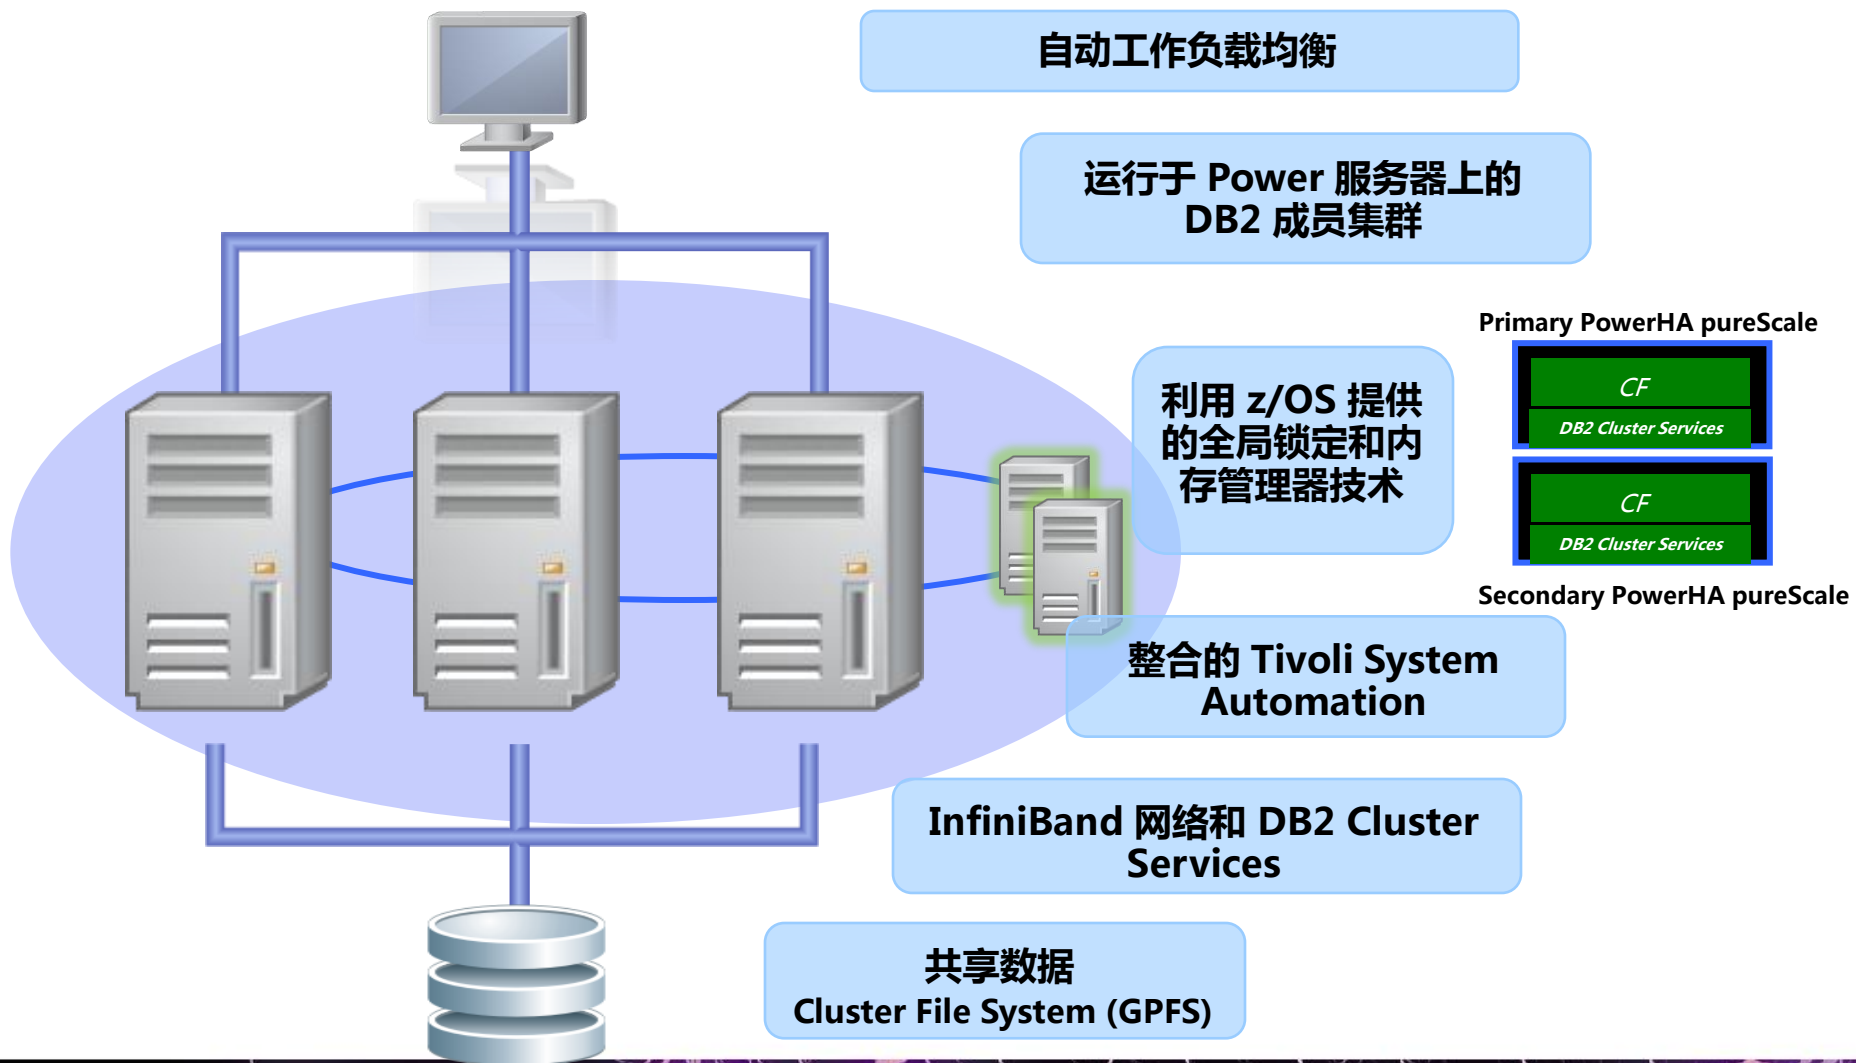 自动工作负载均衡
运行于 Power 服务器上的
DB2 成员集群
Primary PowerHA pureScale
CF
DB2 Cluster Services
CF
DB2 Cluster Services
Secondary PowerHA pureScale
利用 z/OS 提供
的全局锁定和内
存管理器技术
整合的 Tivoli System
Automation
InfiniBand 网络和 DB2 Cluster
Services
共享数据
Cluster File System (GPFS)